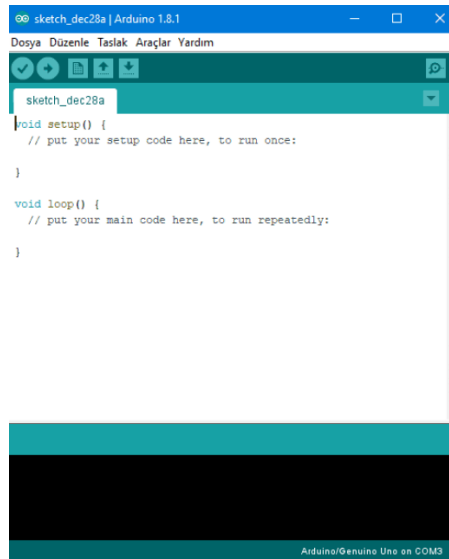 sketch_dec28a | Arduino 1.8.1
Dosya Düzenle Taslak Araçlar Yardım
sketch_dec28a
void setup() {
  // put your setup code here, to run once:
}
void loop() {
  // put your main code here, to run repeatedly:
}
Arduino/Genuino Uno on COM3